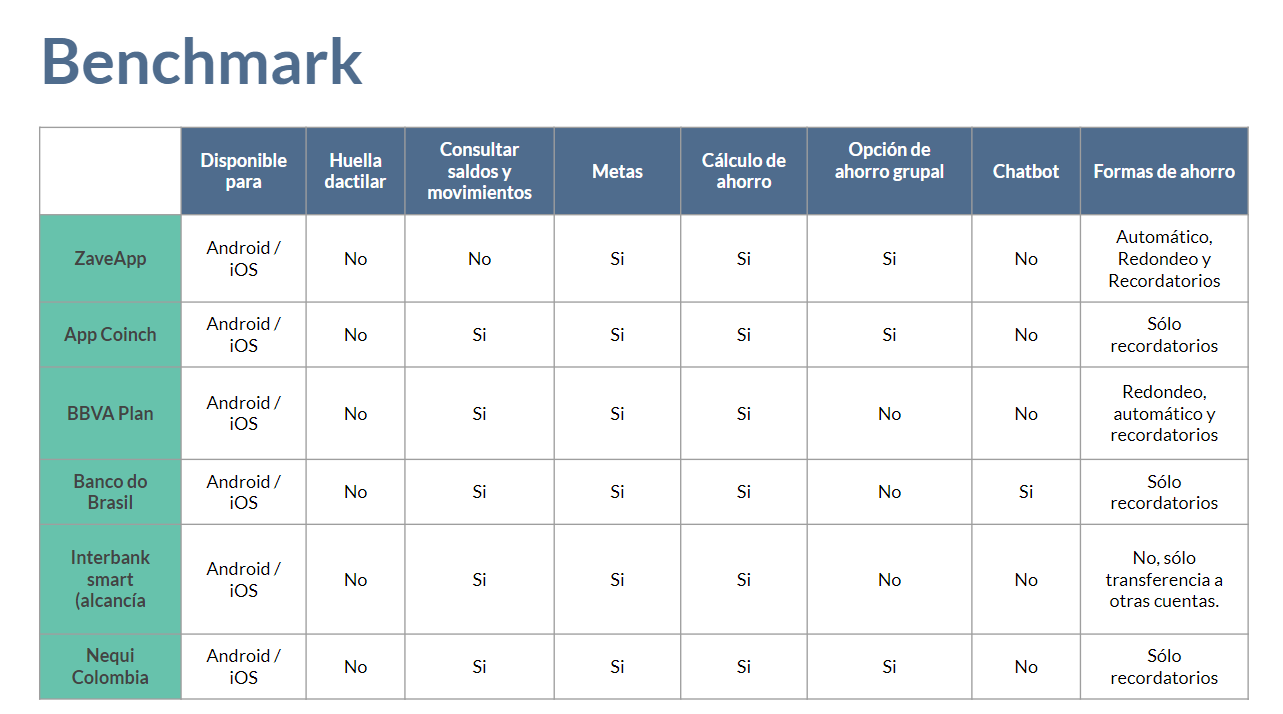 Benchmark
Disponible para | Huella dactilar | Consultar saldos y movimientos | Metas | Cálculo de ahorro | Opción de ahorro grupal | Chatbot | Formas de ahorro
ZaveApp | Android / iOS | No | No | Si | Si | Si | No | Automático, Redondeo y Recordatorios
App Coinch | Android / iOS | No | Si | Si | Si | Si | No | Sólo recordatorios
BBVA Plan | Android / iOS | No | Si | Si | Si | No | No | Redondeo, automático y recordatorios
Banco do Brasil | Android / iOS | No | Si | Si | Si | No | Si | Sólo recordatorios
Interbank smart (alcancía | Android / iOS | No | Si | Si | Si | No | No | No, sólo transferencia a otras cuentas.
Nequi Colombia | Android / iOS | No | Si | Si | Si | Si | No | Sólo recordatorios